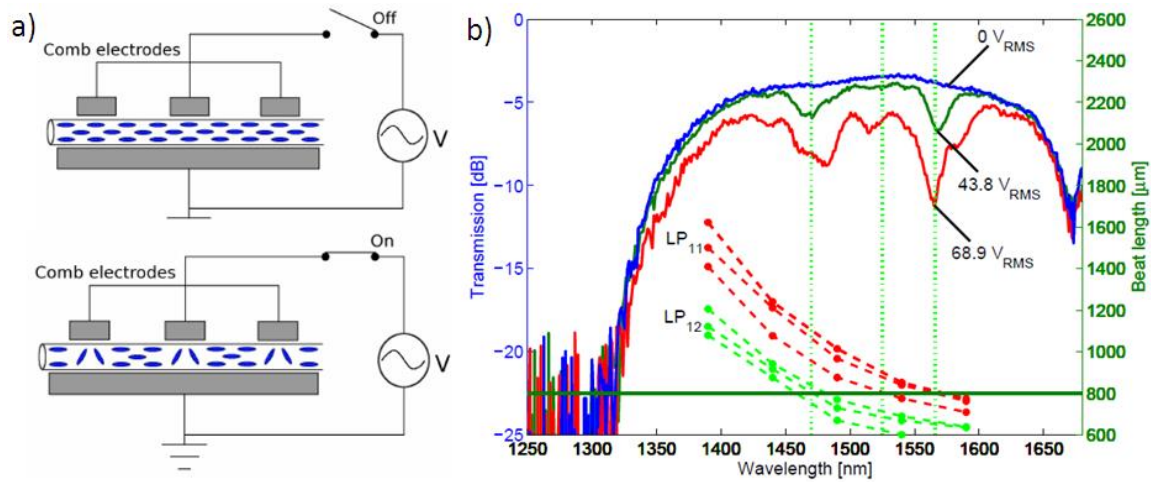 a)
Off
Comb electrodes
V
On
Comb electrodes
V
b)
0
-5
-10
-15
-20
-25
Transmission [dB]
0 V_RMS
43.8 V_RMS
68.9 V_RMS
LP_11
LP_12
2600
2400
2200
2000
1800
1600
1400
1200
1000
800
600
Beat length [µm]
1250 1300 1350 1400 1450 1500 1550 1600 1650
Wavelength [nm]